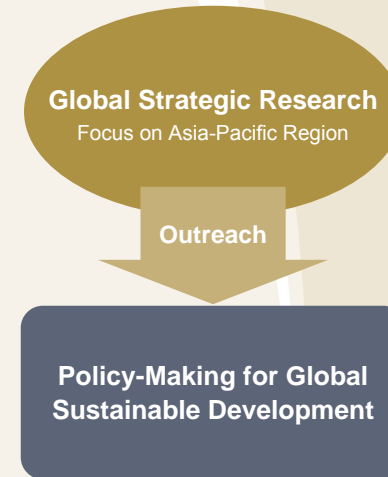 Global Strategic Research
Focus on Asia-Pacific Region
Outreach
Policy-Making for Global
Sustainable Development